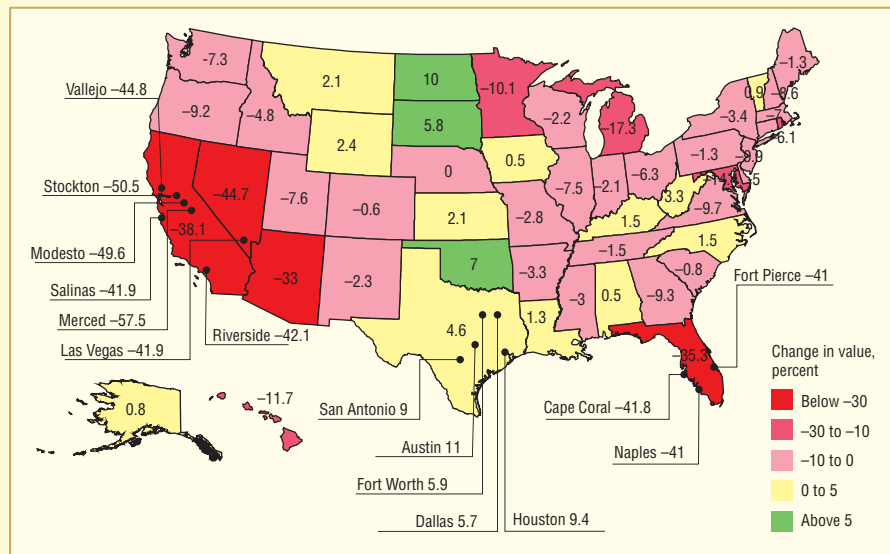 -7.3
2.1
10
-10.1
-1.3
Vallejo –44.8
-9.2
-4.8
5.8
-2.2
-17.3
0.9
-3.4
2.4
0
0.5
-1.3
6.1
Stockton –50.5
-44.7
-7.6
-0.6
-7.5
-2.1
-6.3
3.3
-9.7
2.1
-2.8
1.5
-38.1
Modesto –49.6
-33
-2.3
7
-3.3
-1.5
1.5
-0.8
Fort Pierce –41
Salinas –41.9
-3
0.5
-9.3
Merced –57.5
Riverside –42.1
4.6
1.3
Las Vegas –41.9
35.3
Change in value,
percent
0.8
–11.7
San Antonio 9
Cape Coral –41.8
Below –30
–30 to –10
Austin 11
Naples –41
–10 to 0
Fort Worth 5.9
0 to 5
Dallas 5.7
Houston 9.4
Above 5